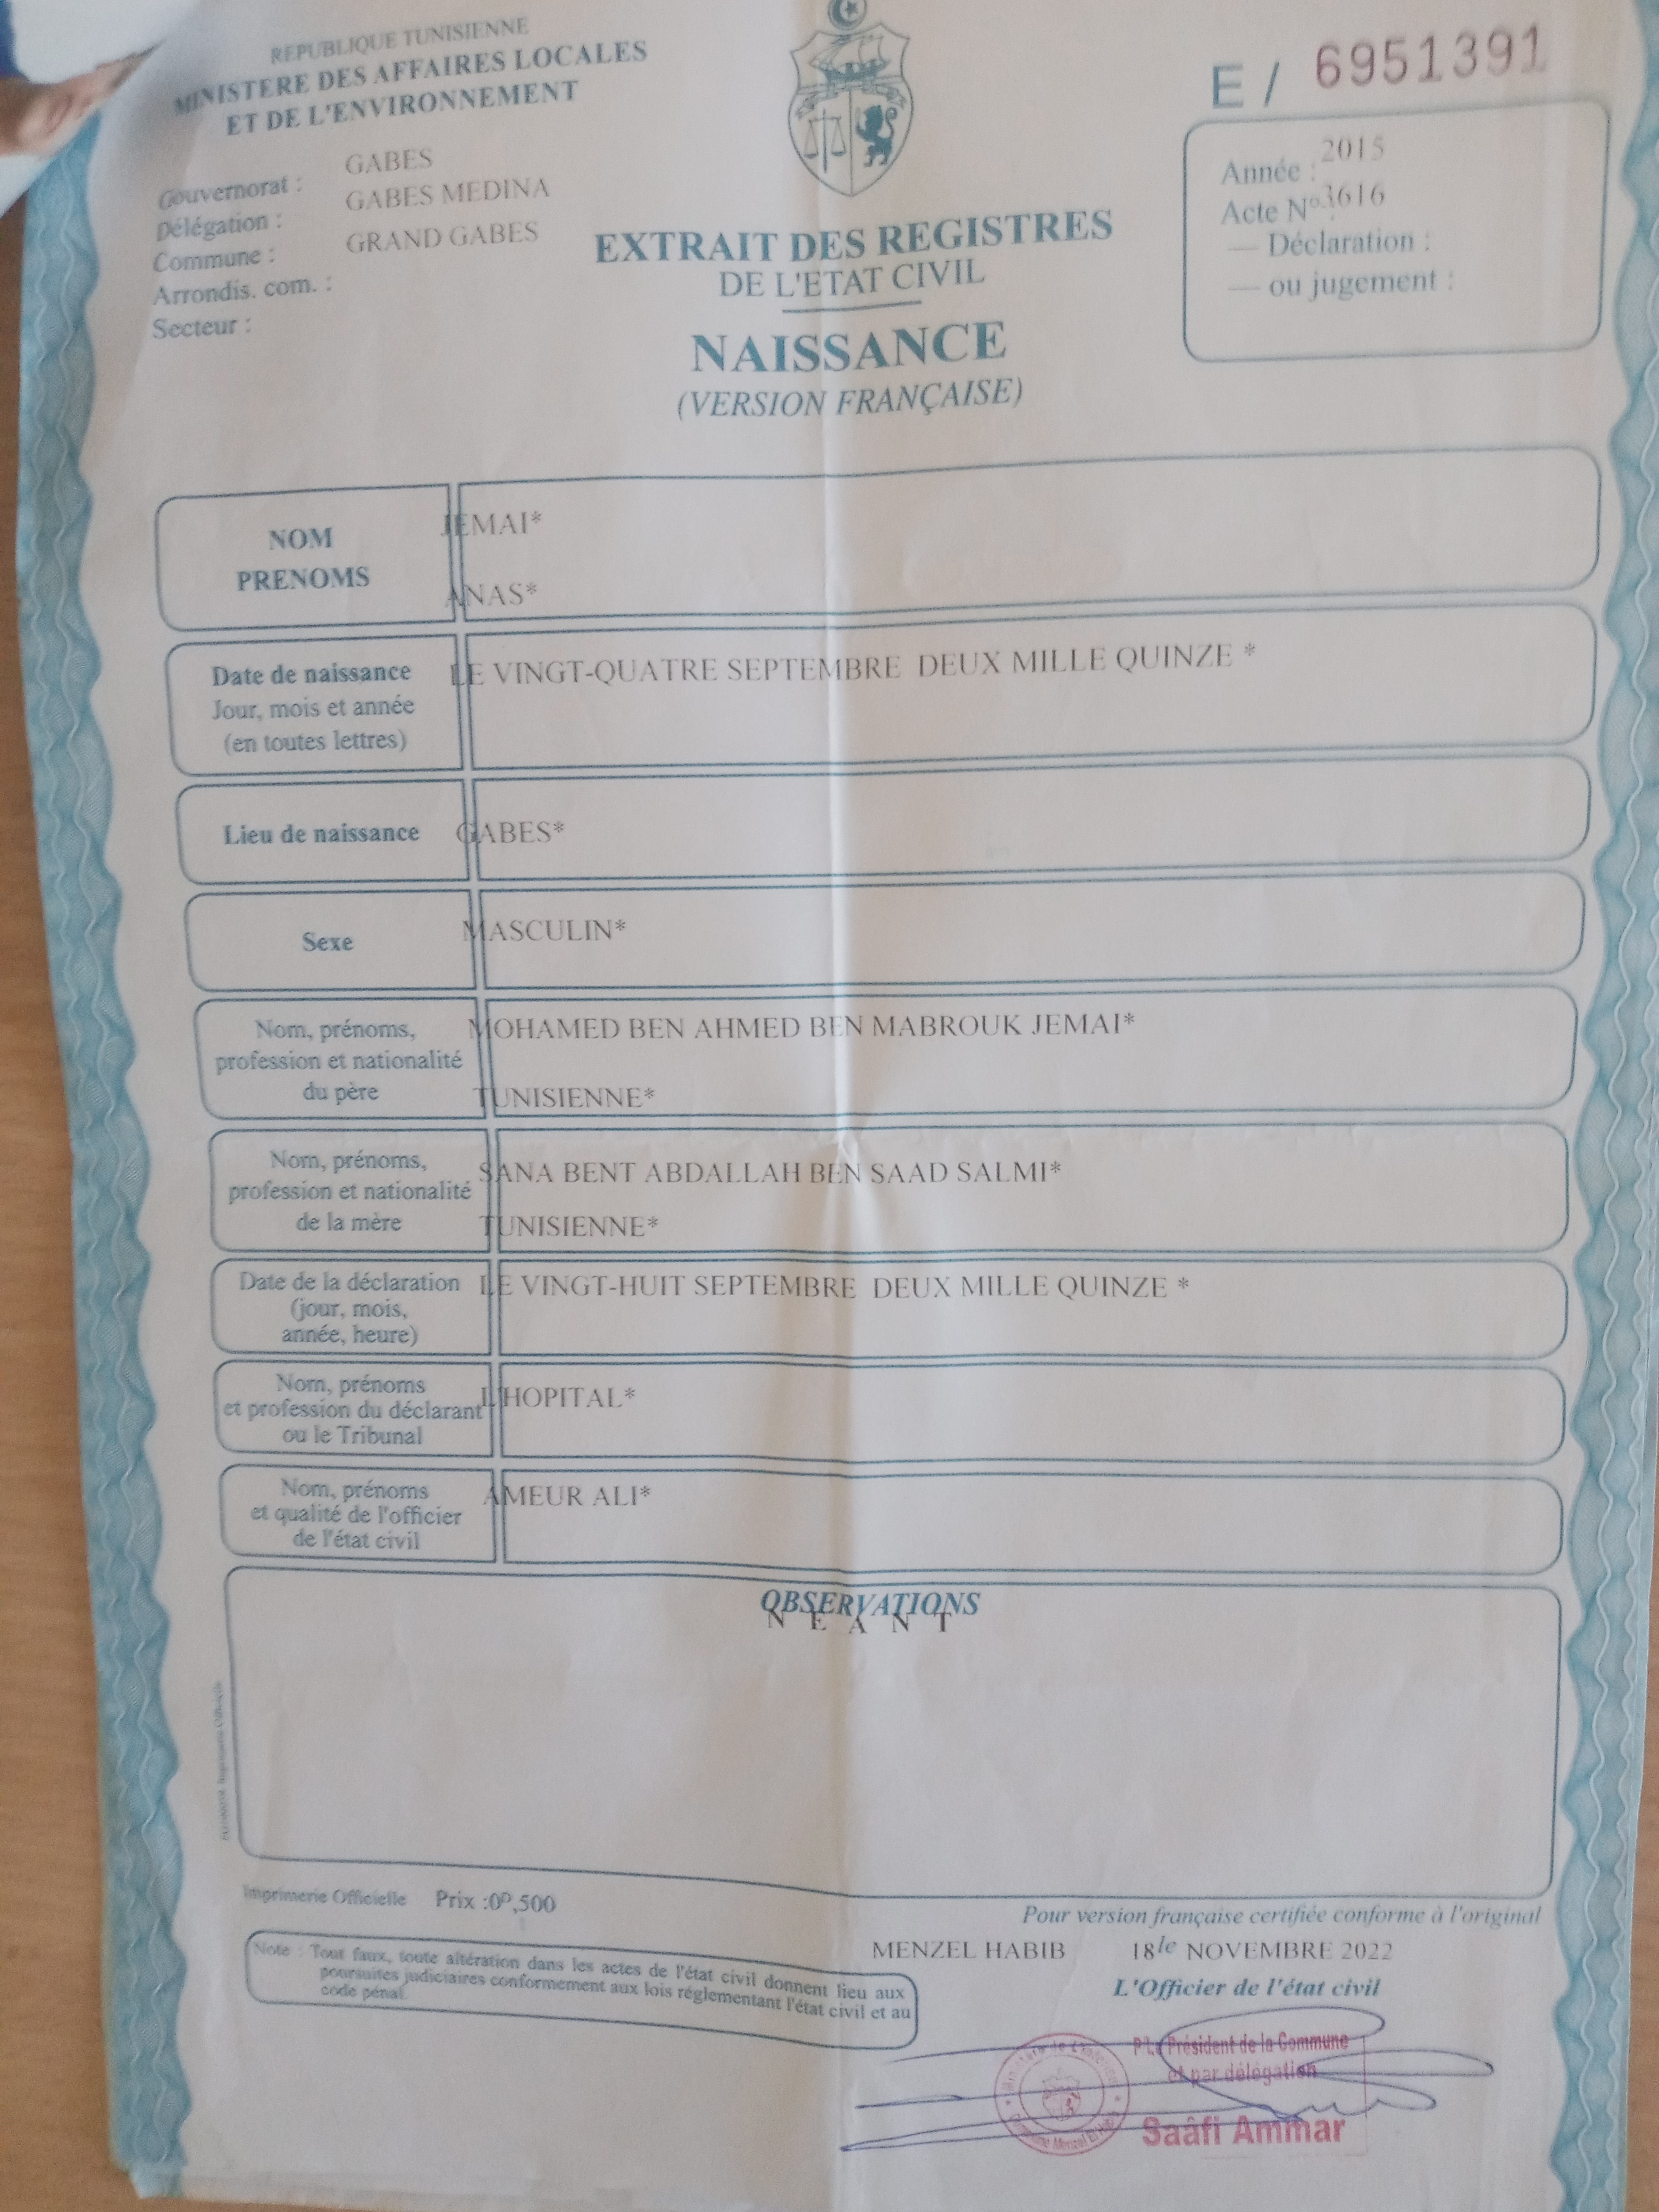 REPUBLIQUE TUNISIENNE
MINISTERE DES AFFAIRES LOCALES
ET DE L'ENVIRONNEMENT
Gouvernorat : GABES
Délégation : GABES MEDINA
Commune : GRAND GABES
Arrondis. com. :
Secteur :
EXTRAIT DES REGISTRES
DE L'ETAT CIVIL
NAISSANCE
(VERSION FRANÇAISE)
E / 6951391
Année : 2015
Acte N° 3616
— Déclaration :
— ou jugement :
NOM
PRENOMS
JEMAI*
ANAS*
Date de naissance
Jour, mois et année
(en toutes lettres)
LE VINGT-QUATRE SEPTEMBRE DEUX MILLE QUINZE *
Lieu de naissance
GABES*
Sexe
MASCULIN*
Nom, prénoms,
profession et nationalité
du père
MOHAMED BEN AHMED BEN MABROUK JEMAI*
TUNISIENNE*
Nom, prénoms,
profession et nationalité
de la mère
SANA BENT ABDALLAH BEN SAAD SALMI*
TUNISIENNE*
Date de la déclaration
(jour, mois,
année, heure)
LE VINGT-HUIT SEPTEMBRE DEUX MILLE QUINZE *
Nom, prénoms
et profession du déclarant
ou le Tribunal
L'HOPITAL*
Nom, prénoms
et qualité de l'officier
de l'état civil
AMEUR ALI*
OBSERVATIONS
N E A N T
Imprimerie Officielle Prix :0D,500
Pour version française certifiée conforme à l'original
MENZEL HABIB 18 le NOVEMBRE 2022
L'Officier de l'état civil
Note : Tout faux, toute altération dans les actes de l'état civil donnent lieu aux
poursuites judiciaires conformement aux lois réglementant l'état civil et au
code pénal.
P/Le Président de la Commune
et par délégation
Saâfi Ammar